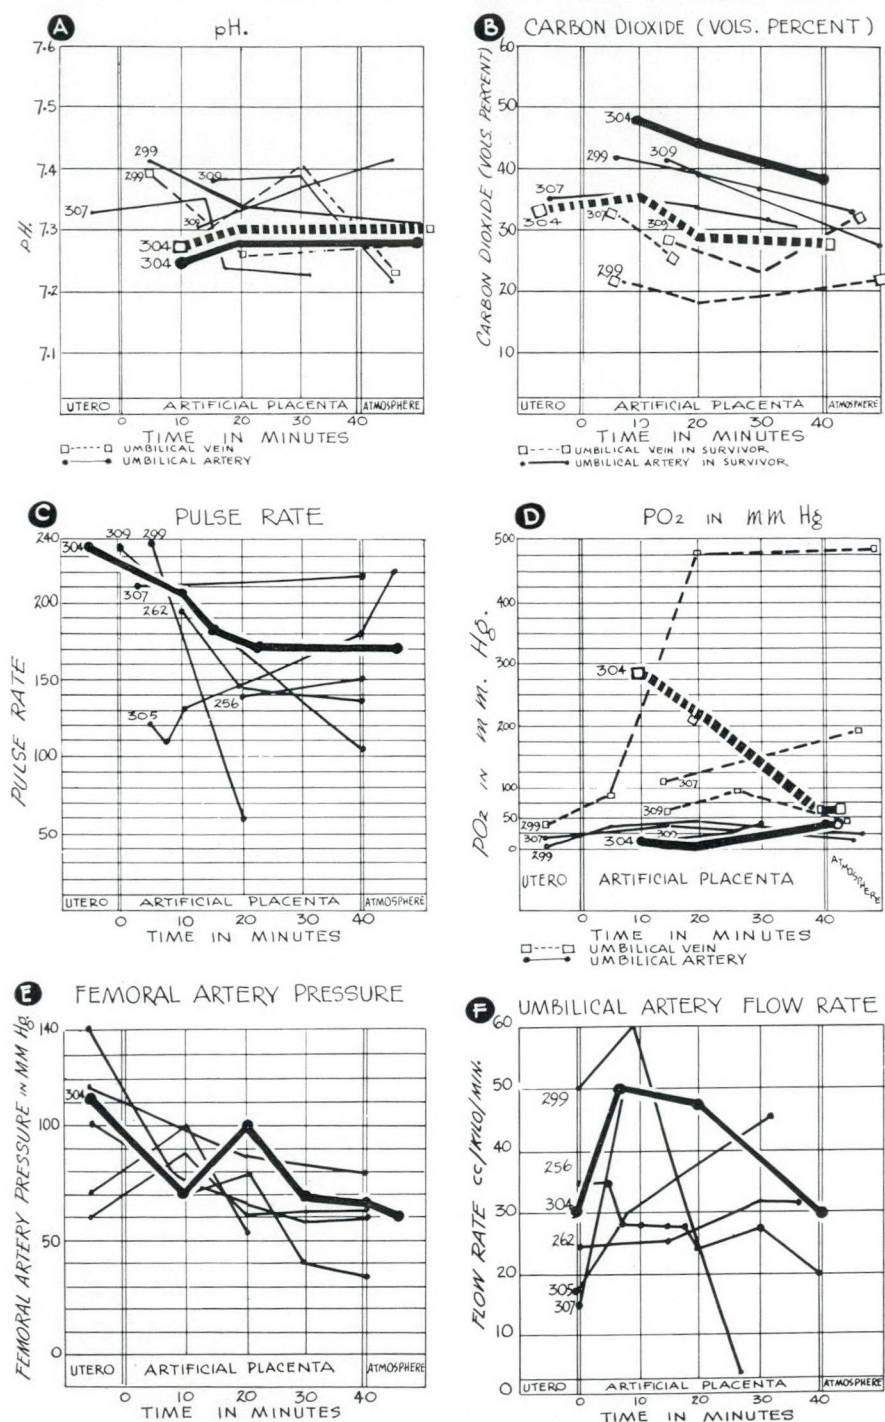 A pH.
7.6
7.5
7.4
7.3
7.2
7.1
pH.
299
299
309
307
309
304
304
UTERO ARTIFICIAL PLACENTA ATMOSPHERE
0 10 20 30 40
TIME IN MINUTES
UMBILICAL VEIN
UMBILICAL ARTERY
B CARBON DIOXIDE (VOLS. PERCENT)
60
50
40
30
20
10
CARBON DIOXIDE (VOLS. PERCENT)
304
299 309
307
304 307 309
299
UTERO ARTIFICIAL PLACENTA ATMOSPHERE
0 10 20 30 40
TIME IN MINUTES
UMBILICAL VEIN IN SURVIVOR
UMBILICAL ARTERY IN SURVIVOR
C PULSE RATE
240
200
150
100
50
PULSE RATE
304 309 299
307
262
256
305
UTERO ARTIFICIAL PLACENTA ATMOSPHERE
0 10 20 30 40
TIME IN MINUTES
D PO2 IN mm Hg
500
400
300
200
100
50
0
PO2 IN mm. Hg.
304
307
299 309
307 309
299 304
UTERO ARTIFICIAL PLACENTA ATMOSPHERE
0 10 20 30 40
TIME IN MINUTES
UMBILICAL VEIN
UMBILICAL ARTERY
E FEMORAL ARTERY PRESSURE
140
100
50
0
FEMORAL ARTERY PRESSURE IN MM Hg.
304
UTERO ARTIFICIAL PLACENTA ATMOSPHERE
0 10 20 30 40
TIME IN MINUTES
F UMBILICAL ARTERY FLOW RATE
60
50
40
30
20
10
0
FLOW RATE cc/KILO/MIN.
299
256
304
262
305
307
UTERO ARTIFICIAL PLACENTA ATMOSPHERE
0 10 20 30 40
TIME IN MINUTES